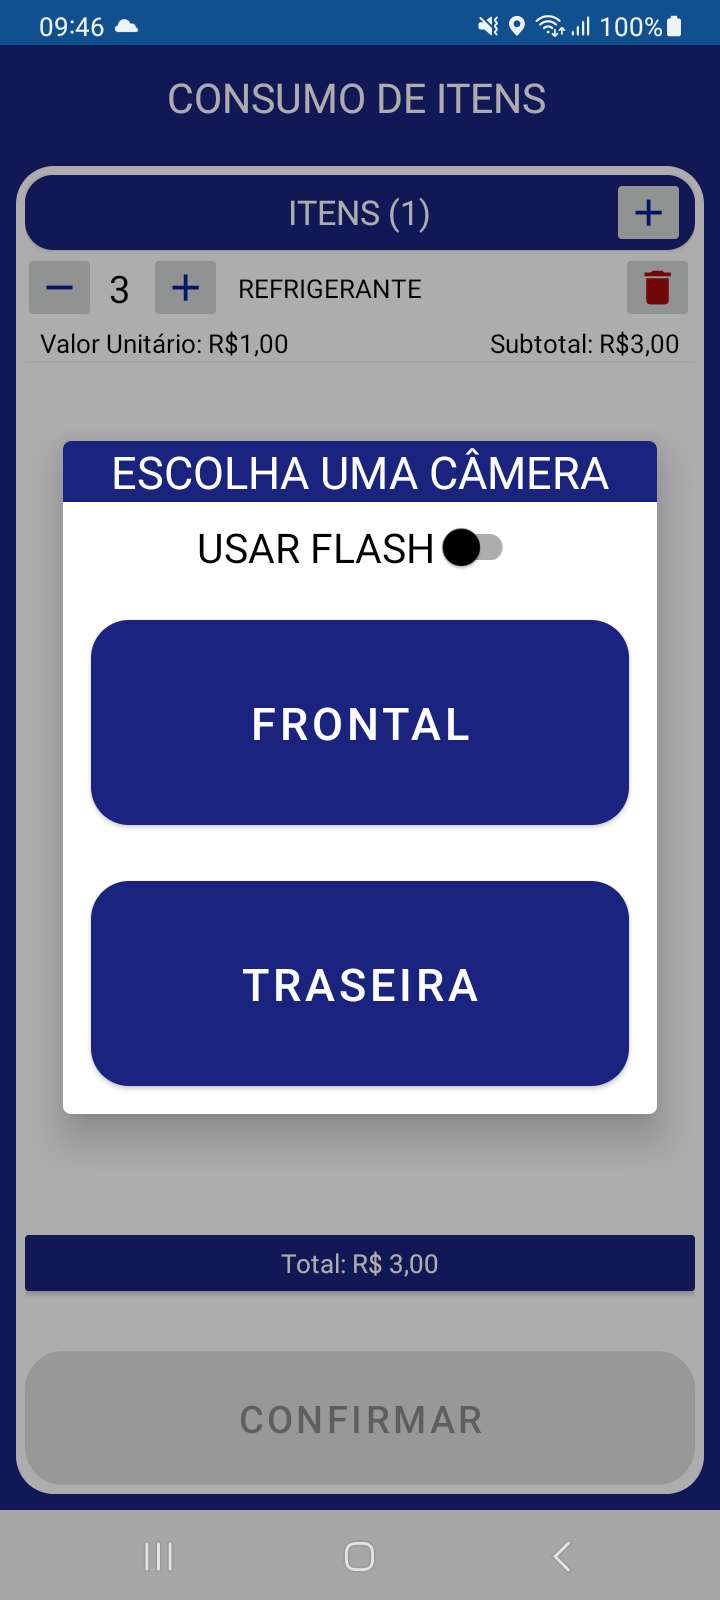 09:46
100%
CONSUMO DE ITENS
ITENS (1)
3 REFRIGERANTE
Valor Unitário: R$1,00 Subtotal: R$3,00
ESCOLHA UMA CÂMERA
USAR FLASH
FRONTAL
TRASEIRA
Total: R$ 3,00
CONFIRMAR